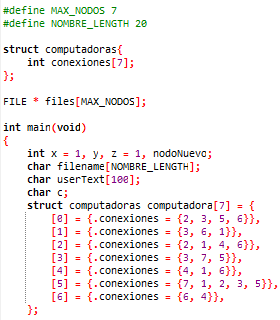 #define MAX_NODOS 7
#define NOMBRE_LENGTH 20
struct computadoras{
int conexiones[7];
};
FILE * files[MAX_NODOS];
int main(void)
{
int x = 1, y, z = 1, nodoNuevo;
char filename[NOMBRE_LENGTH];
char userText[100];
char c;
struct computadoras computadora[7] = {
[0] = {.conexiones = {2, 3, 5, 6}},
[1] = {.conexiones = {3, 6, 1}},
[2] = {.conexiones = {2, 1, 4, 6}},
[3] = {.conexiones = {3, 7, 5}},
[4] = {.conexiones = {4, 1, 6}},
[5] = {.conexiones = {7, 1, 2, 3, 5}},
[6] = {.conexiones = {6, 4}},
};